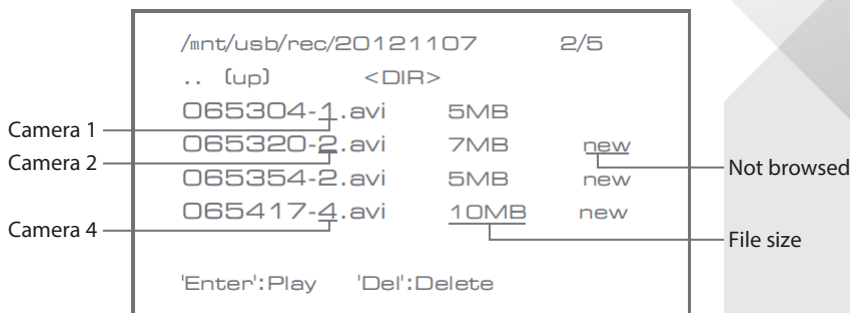 /mnt/usb/rec/20121107 2/5
.. (up) <DIR>
065304-1.avi 5MB
Camera 1
065320-2.avi 7MB new
Camera 2
Not browsed
065354-2.avi 5MB new
065417-4.avi 10MB new
Camera 4
File size
'Enter':Play 'Del':Delete